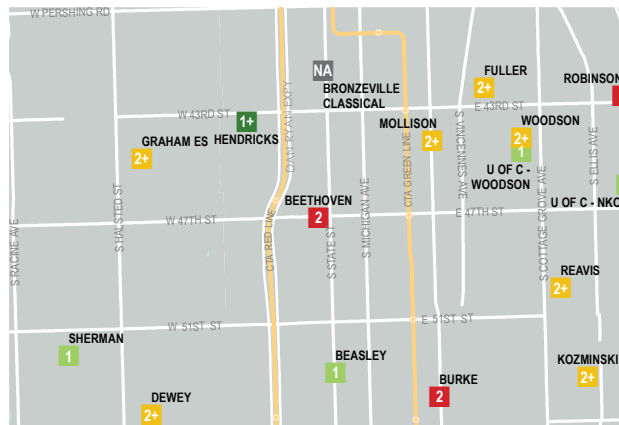 W PERSHING RD
NA
BRONZEVILLE
CLASSICAL
FULLER
2+
ROBINSON
W 43RD ST
1+
HENDRICKS
E 43RD ST
GRAHAM ES
2+
DAN RYAN EXPY
MOLLISON
2+
WOODSON
2+
1
U OF C -
WOODSON
S VINCENNES AVE
S ELLIS AVE
U OF C - NKO
BEETHOVEN
2
W 47TH ST
E 47TH ST
S RACINE AVE
S HALSTED ST
CTA RED LINE
S STATE ST
S MICHIGAN AVE
CTA GREEN LINE
S COTTAGE GROVE AVE
REAVIS
2+
W 51ST ST
E 51ST ST
SHERMAN
1
BEASLEY
1
BURKE
2
KOZMINSKI
2+
DEWEY
2+